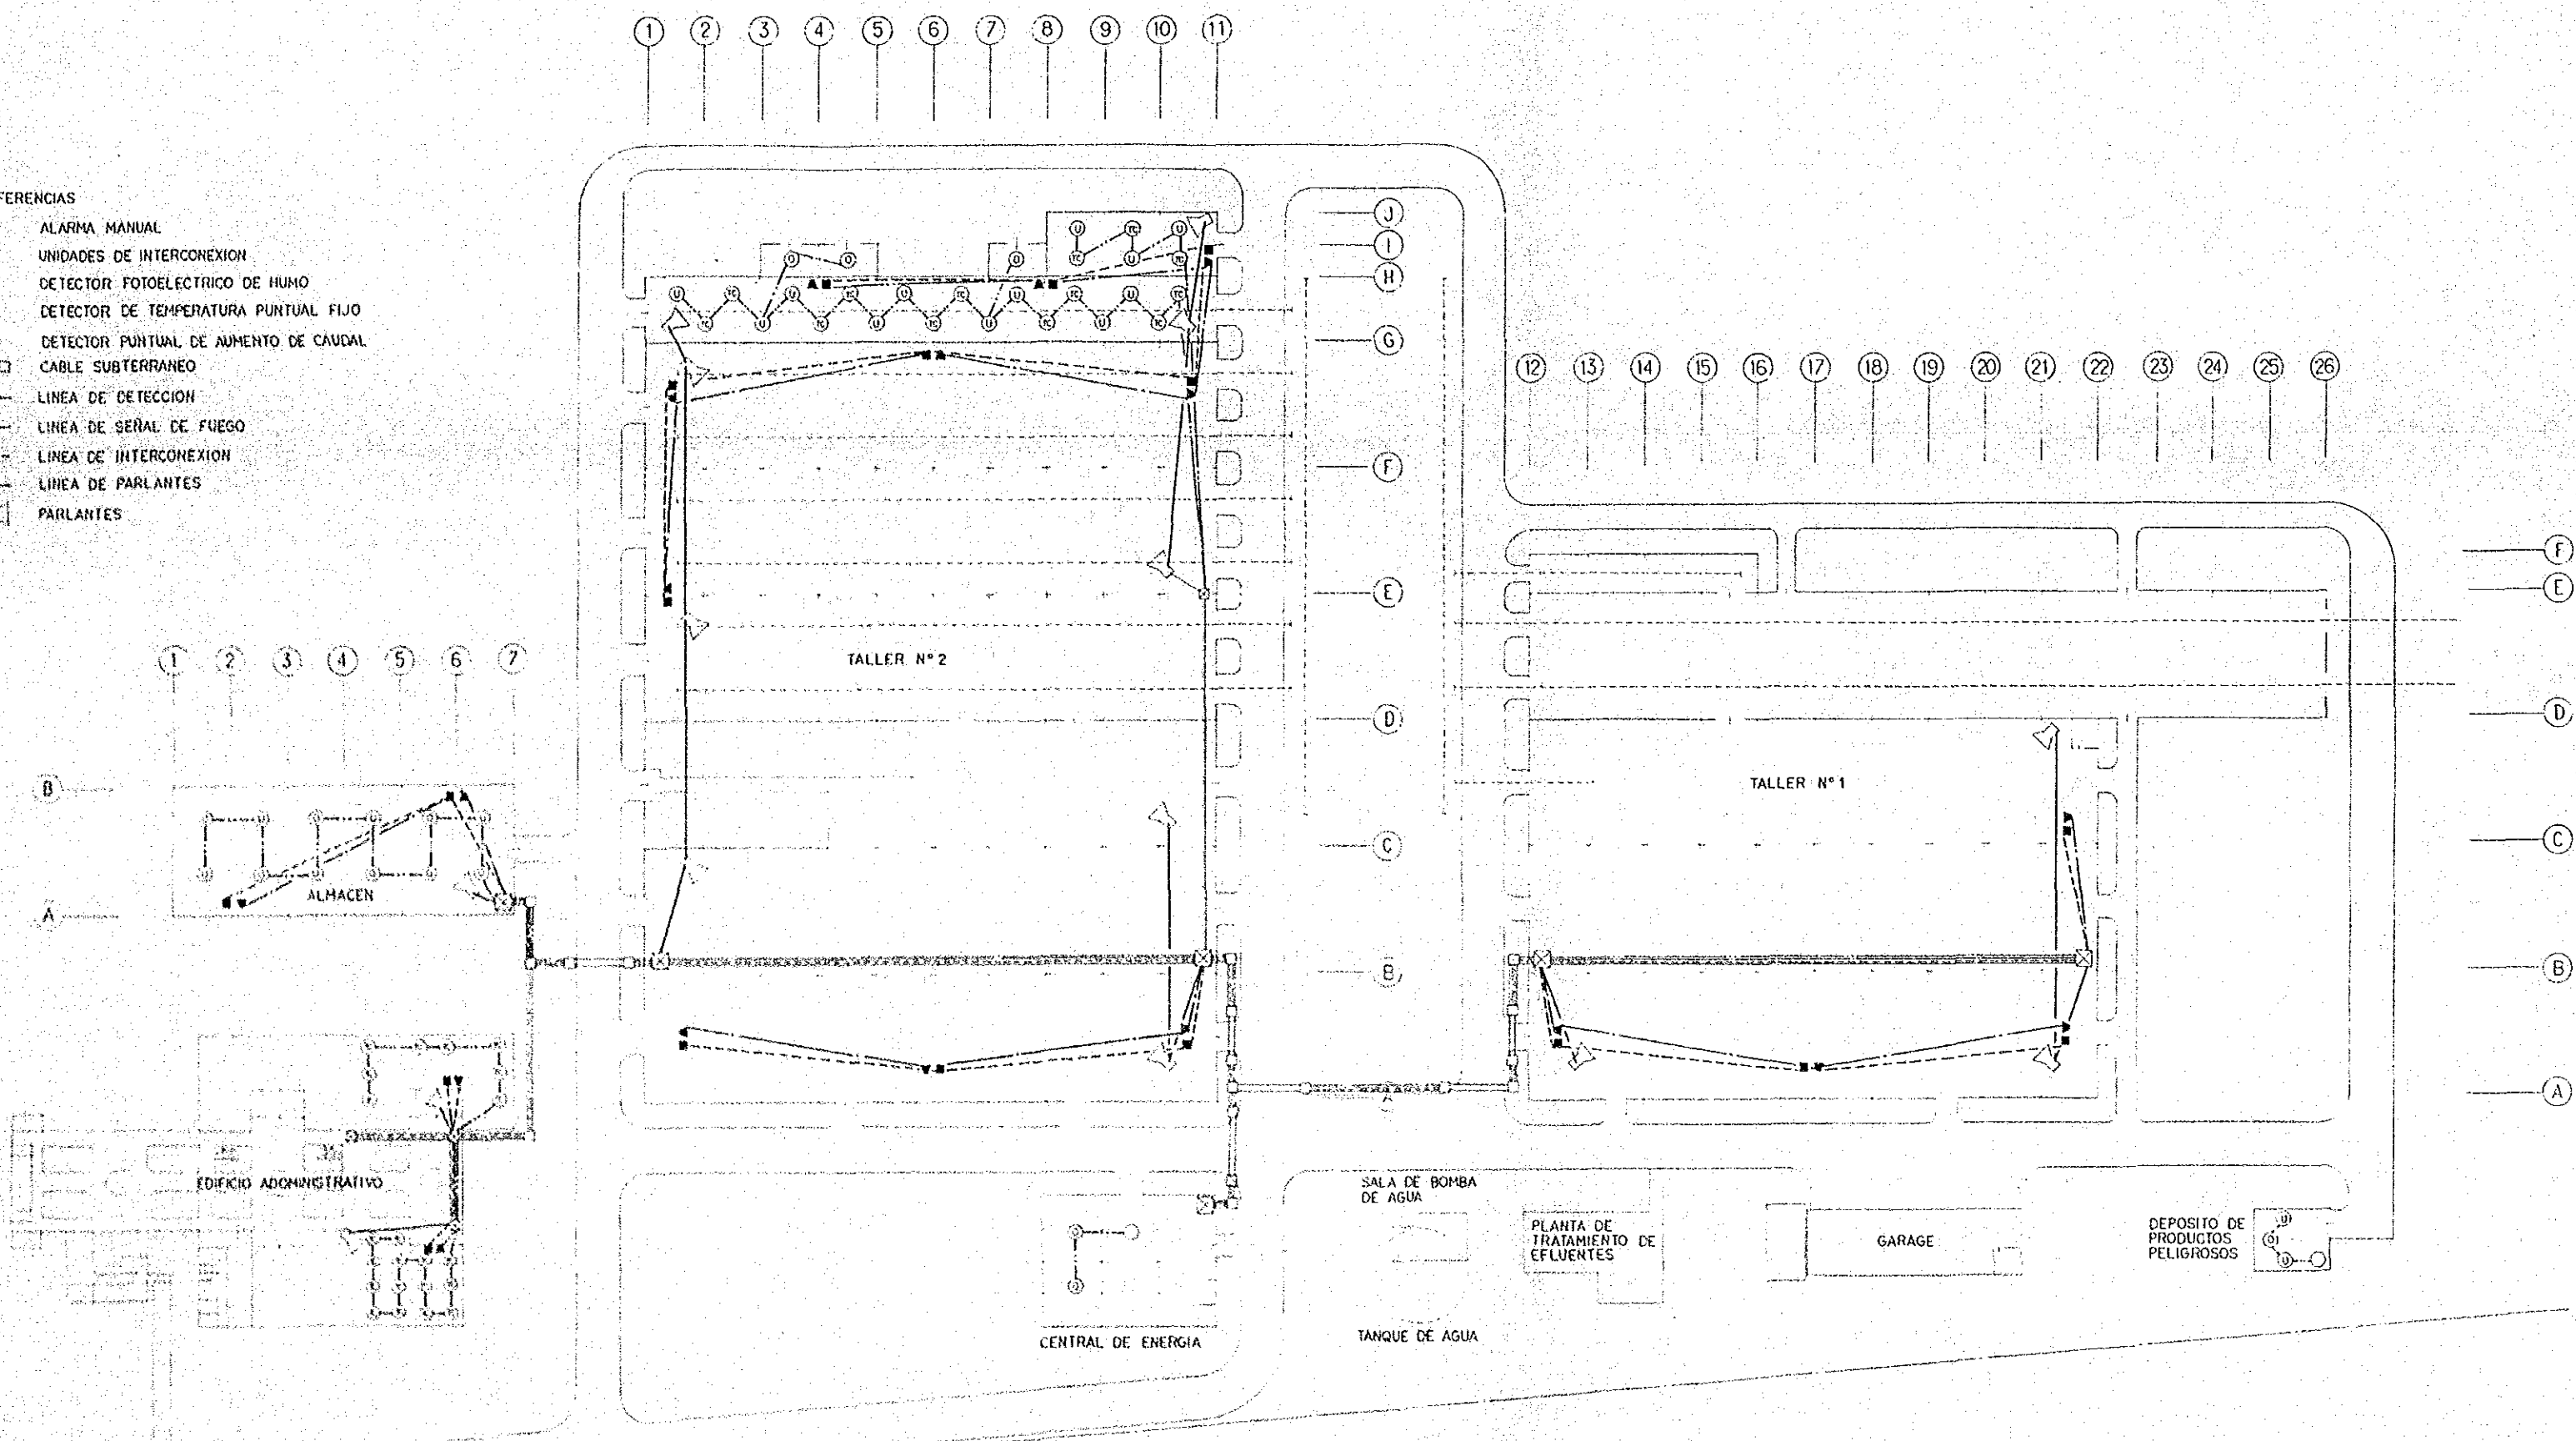 1 2 3 4 5 6 7 8 9 10 11
FERENCIAS
ALARMA MANUAL
UNIDADES DE INTERCONEXION
DETECTOR FOTOELECTRICO DE HUMO
DETECTOR DE TEMPERATURA PUNTUAL FIJO
DETECTOR PUNTUAL DE AUMENTO DE CAUDAL
CABLE SUBTERRANEO
LINEA DE DETECCION
LINEA DE SEÑAL DE FUEGO
LINEA DE INTERCONEXION
LINEA DE PARLANTES
PARLANTES
J
I
H
G
F
E
D
C
B
A
12 13 14 15 16 17 18 19 20 21 22 23 24 25 26
F
E
D
C
B
A
1 2 3 4 5 6 7
B
A
TALLER Nº 2
TALLER Nº 1
ALMACEN
EDIFICIO ADOMINISTRATIVO
CENTRAL DE ENERGIA
SALA DE BOMBA
DE AGUA
TANQUE DE AGUA
PLANTA DE
TRATAMIENTO DE
EFLUENTES
GARAGE
DEPOSITO DE
PRODUCTOS
PELIGROSOS